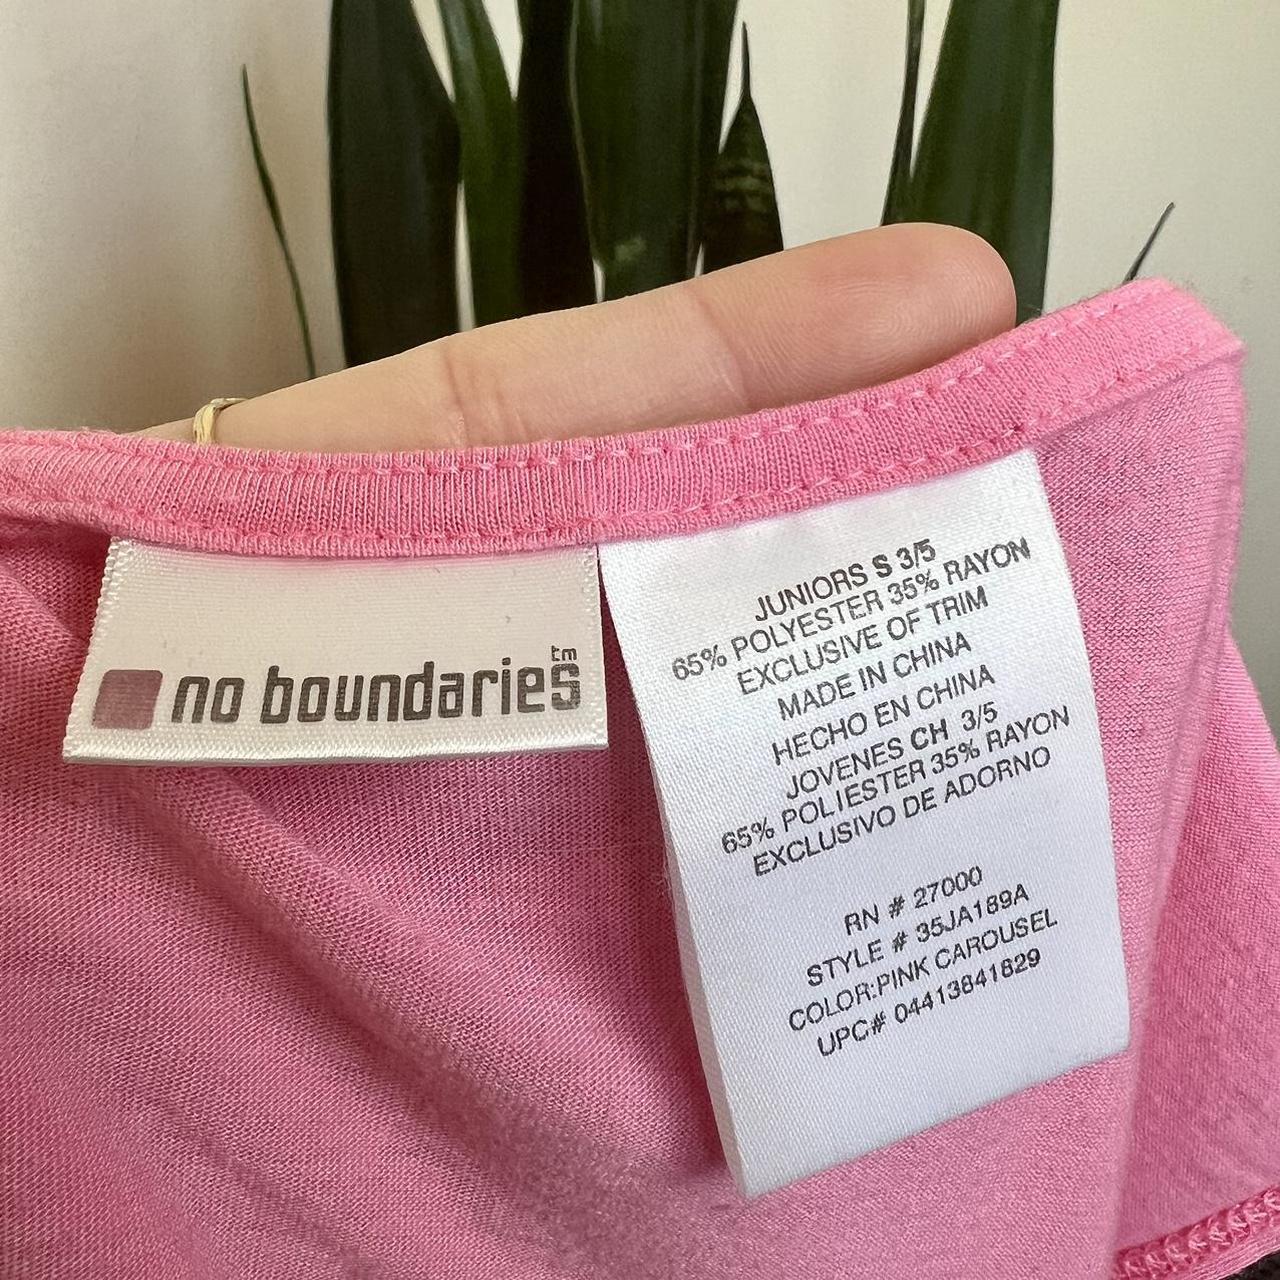 no boundaries tm
JUNIORS S 3/5
65% POLYESTER 35% RAYON
EXCLUSIVE OF TRIM
MADE IN CHINA
HECHO EN CHINA
JOVENES CH 3/5
65% POLIESTER 35% RAYON
EXCLUSIVO DE ADORNO
RN # 27000
STYLE # 35JA189A
COLOR:PINK CAROUSEL
UPC# 04413841829